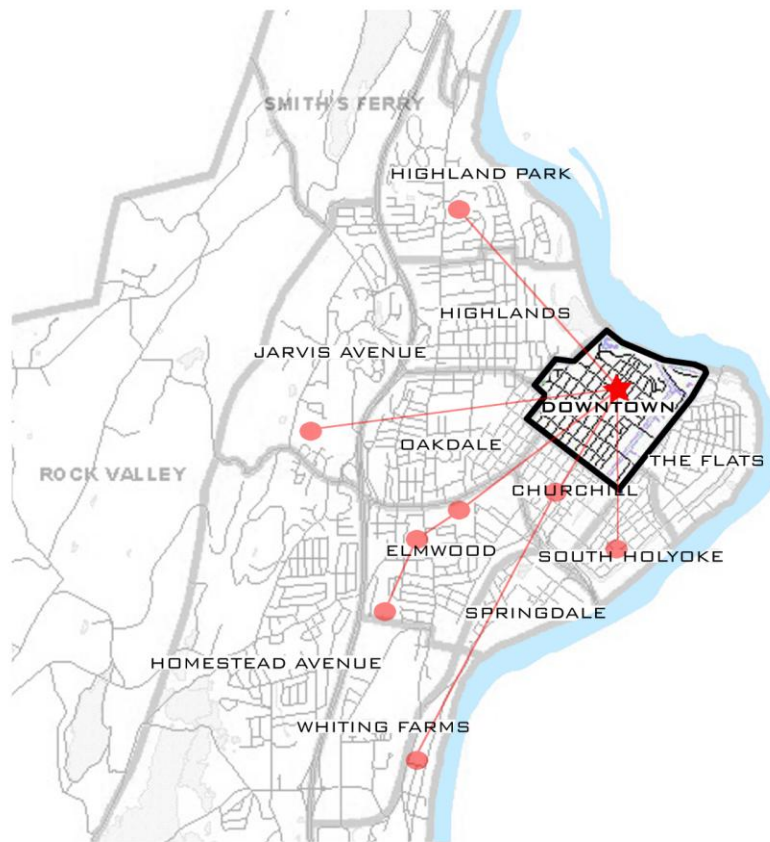 SMITH'S FERRY
HIGHLAND PARK
HIGHLANDS
JARVIS AVENUE
DOWNTOWN
OAKDALE
THE FLATS
ROCK VALLEY
CHURCHILL
ELMWOOD
SOUTH HOLYOKE
SPRINGDALE
HOMESTEAD AVENUE
WHITING FARMS